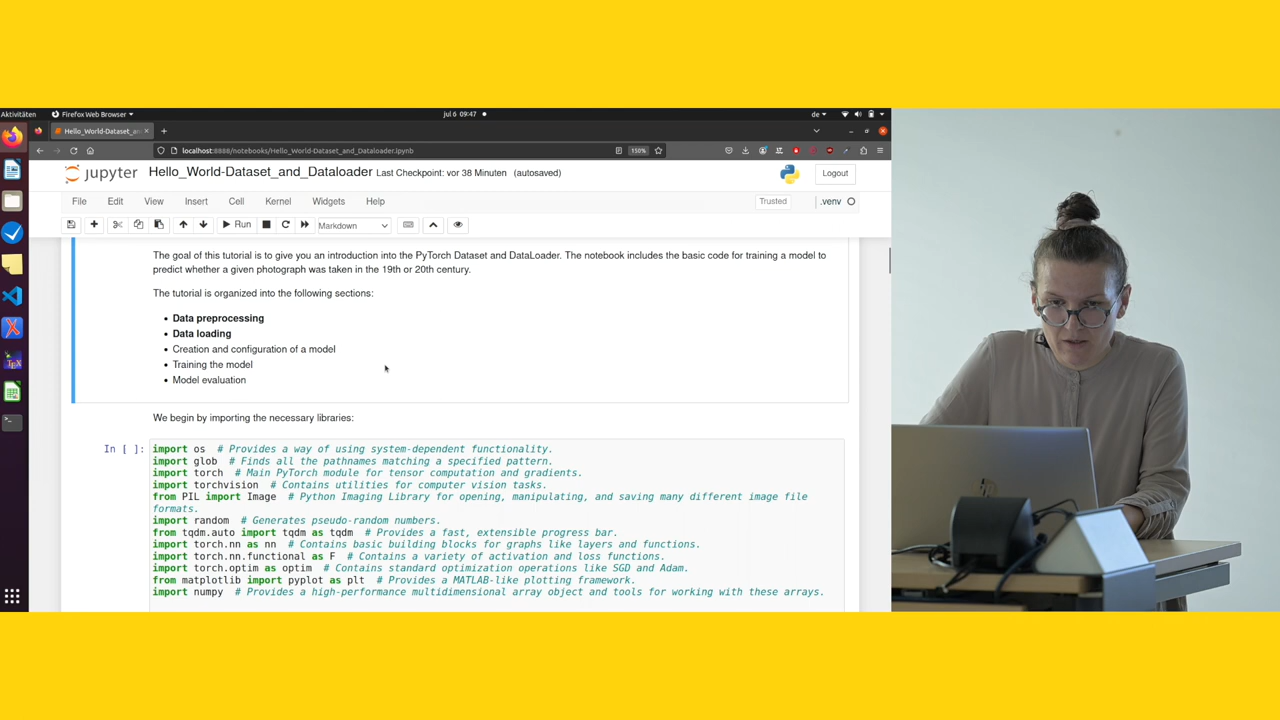 Aktivitäten
Firefox Web Browser
jul 6 09:47
de
Hello_World-Dataset_an
localhost:8888/notebooks/Hello_World-Dataset_and_Dataloader.ipynb
150%
jupyter
Hello_World-Dataset_and_Dataloader Last Checkpoint: vor 38 Minuten (autosaved)
Logout
File Edit View Insert Cell Kernel Widgets Help
Trusted
.venv
Run
Markdown
The goal of this tutorial is to give you an introduction into the PyTorch Dataset and DataLoader. The notebook includes the basic code for training a model to
predict whether a given photograph was taken in the 19th or 20th century.
The tutorial is organized into the following sections:
• Data preprocessing
• Data loading
• Creation and configuration of a model
• Training the model
• Model evaluation
We begin by importing the necessary libraries:
In [ ]:
import os # Provides a way of using system-dependent functionality.
import glob # Finds all the pathnames matching a specified pattern.
import torch # Main PyTorch module for tensor computation and gradients.
import torchvision # Contains utilities for computer vision tasks.
from PIL import Image # Python Imaging Library for opening, manipulating, and saving many different image file
formats.
import random # Generates pseudo-random numbers.
from tqdm.auto import tqdm as tqdm # Provides a fast, extensible progress bar.
import torch.nn as nn # Contains basic building blocks for graphs like layers and functions.
import torch.nn.functional as F # Contains a variety of activation and loss functions.
import torch.optim as optim # Contains standard optimization operations like SGD and Adam.
from matplotlib import pyplot as plt # Provides a MATLAB-like plotting framework.
import numpy # Provides a high-performance multidimensional array object and tools for working with these arrays.